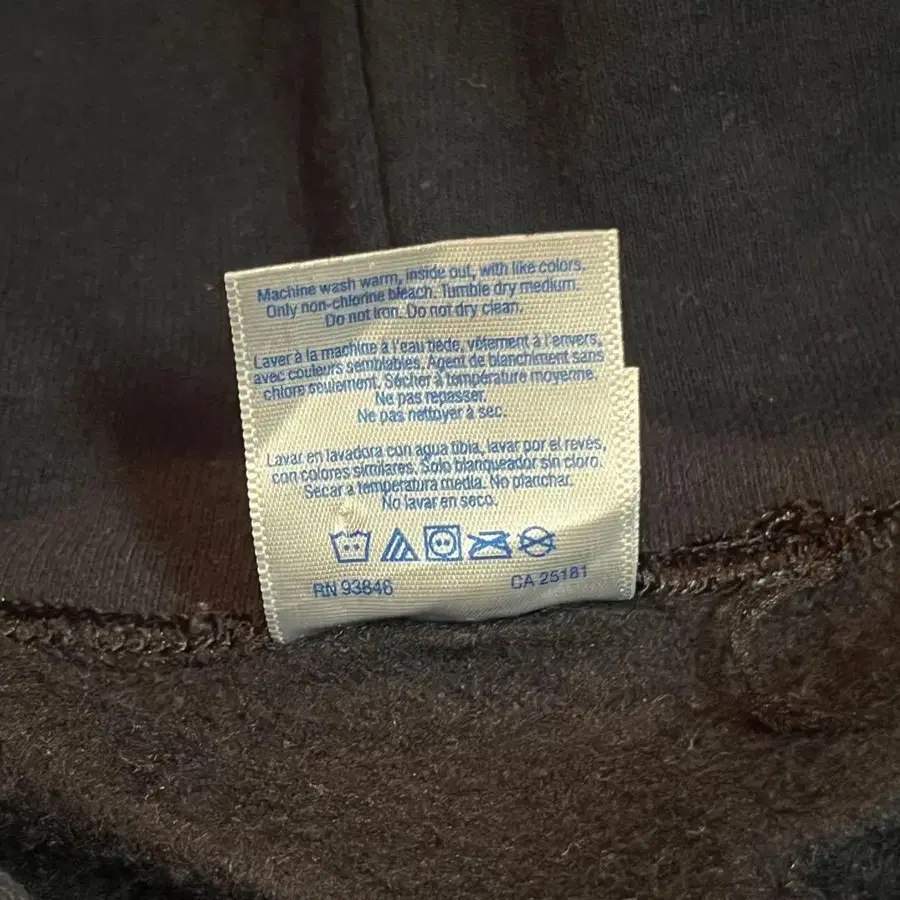 Machine wash warm, inside out, with like colors.
Only non-chlorine bleach. Tumble dry medium.
Do not iron. Do not dry clean.
Laver à la machine à l'eau tiède, vêtement à l'envers,
avec couleurs semblables. Agent de blanchiment sans
chlore seulement. Sécher à température moyenne.
Ne pas repasser.
Ne pas nettoyer à sec.
Lavar en lavadora con agua tibia, lavar por el revés,
con colores similares. Solo blanqueador sin cloro.
Secar a temperatura media. No planchar.
No lavar en seco.
RN 93846
CA 25181